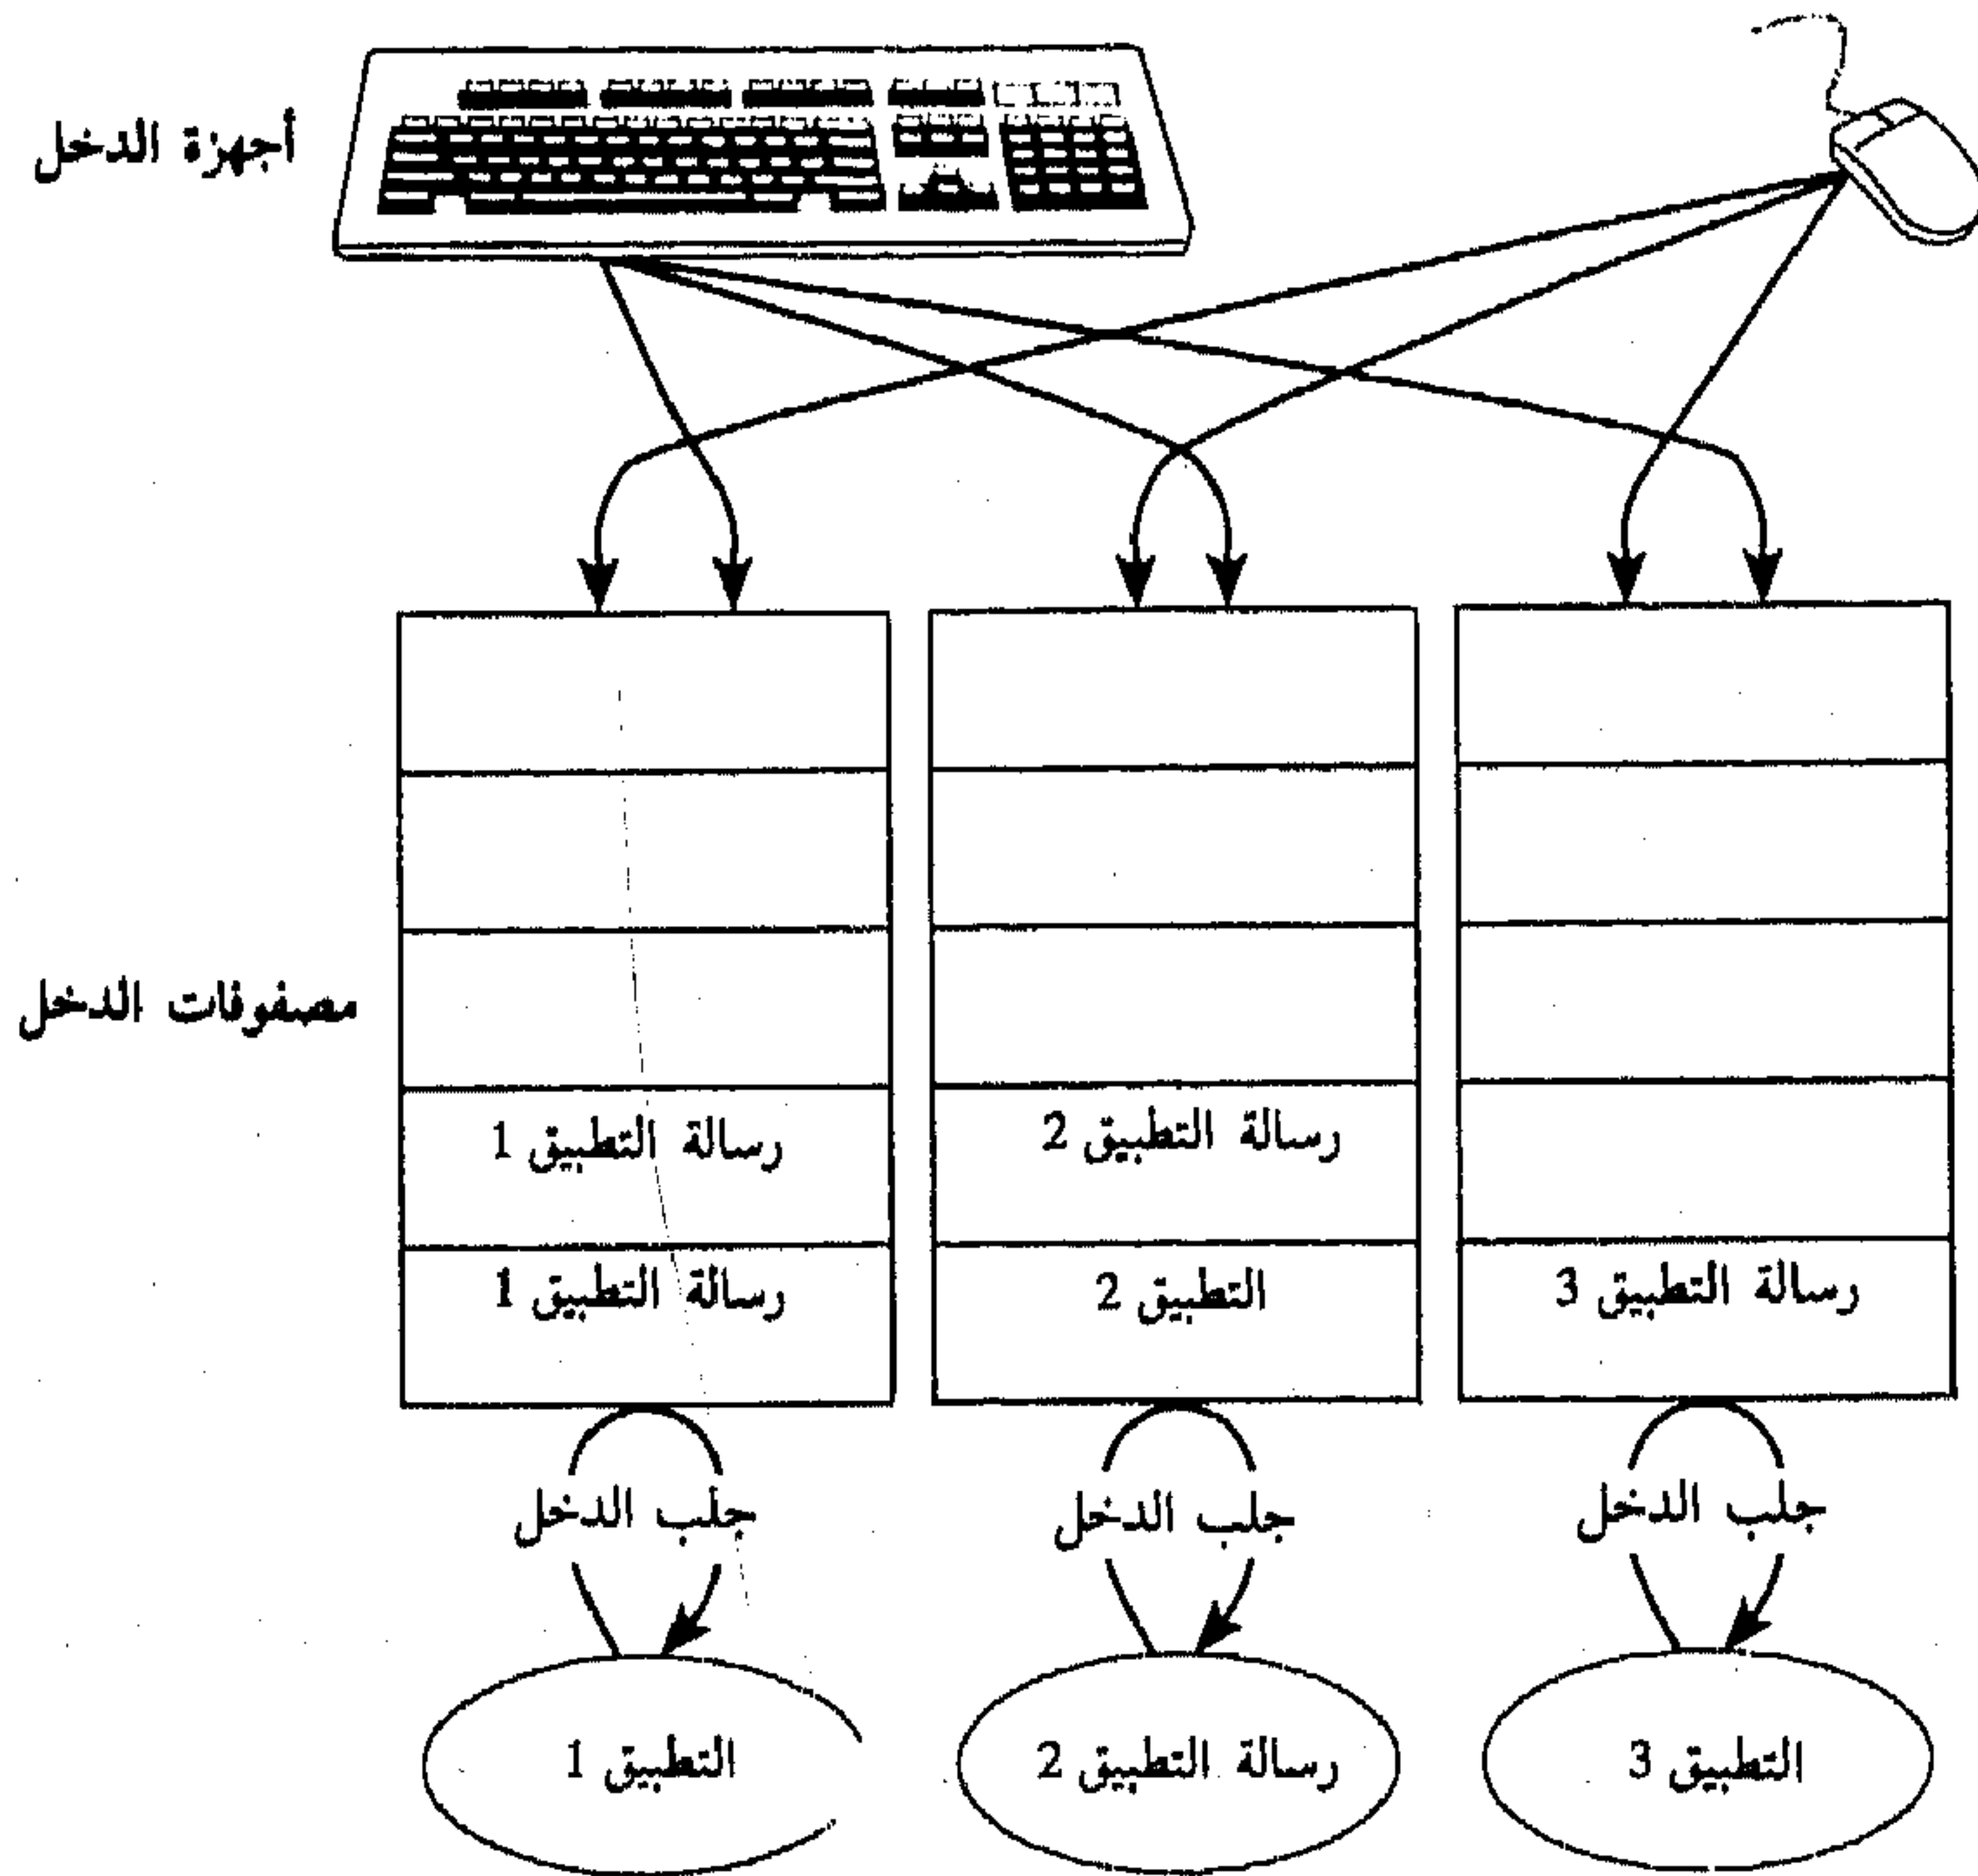 أجهزة الدخل
مصفوفات الدخل
رسالة التطبيق 1
رسالة التطبيق 2
رسالة التطبيق 1
التطبيق 2
رسالة التطبيق 3
جلب الدخل
جلب الدخل
جلب الدخل
التطبيق 1
رسالة التطبيق 2
التطبيق 3